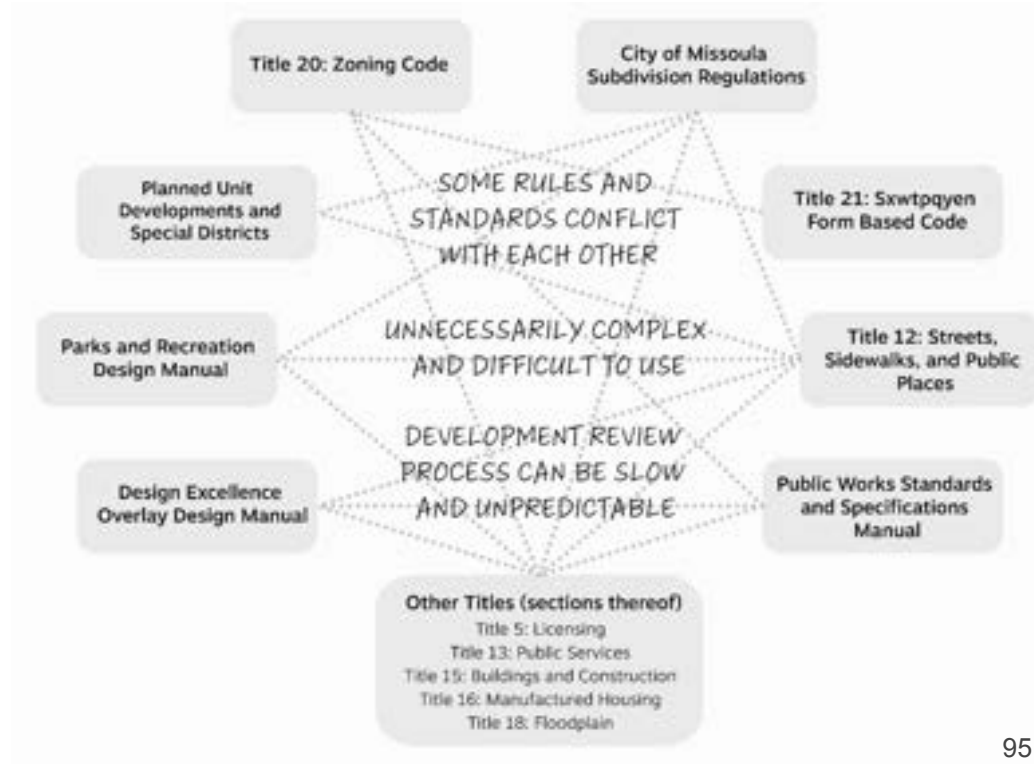 Title 20: Zoning Code
City of Missoula
Subdivision Regulations
Planned Unit
Developments and
Special Districts
SOME RULES AND
STANDARDS CONFLICT
WITH EACH OTHER
Title 21: Sxwtpqyen
Form Based Code
Parks and Recreation
Design Manual
UNNECESSARILY COMPLEX
AND DIFFICULT TO USE
Title 12: Streets,
Sidewalks, and Public
Places
Design Excellence
Overlay Design Manual
DEVELOPMENT REVIEW
PROCESS CAN BE SLOW
AND UNPREDICTABLE
Public Works Standards
and Specifications
Manual
Other Titles (sections thereof)
Title 5: Licensing
Title 13: Public Services
Title 15: Buildings and Construction
Title 16: Manufactured Housing
Title 18: Floodplain
95